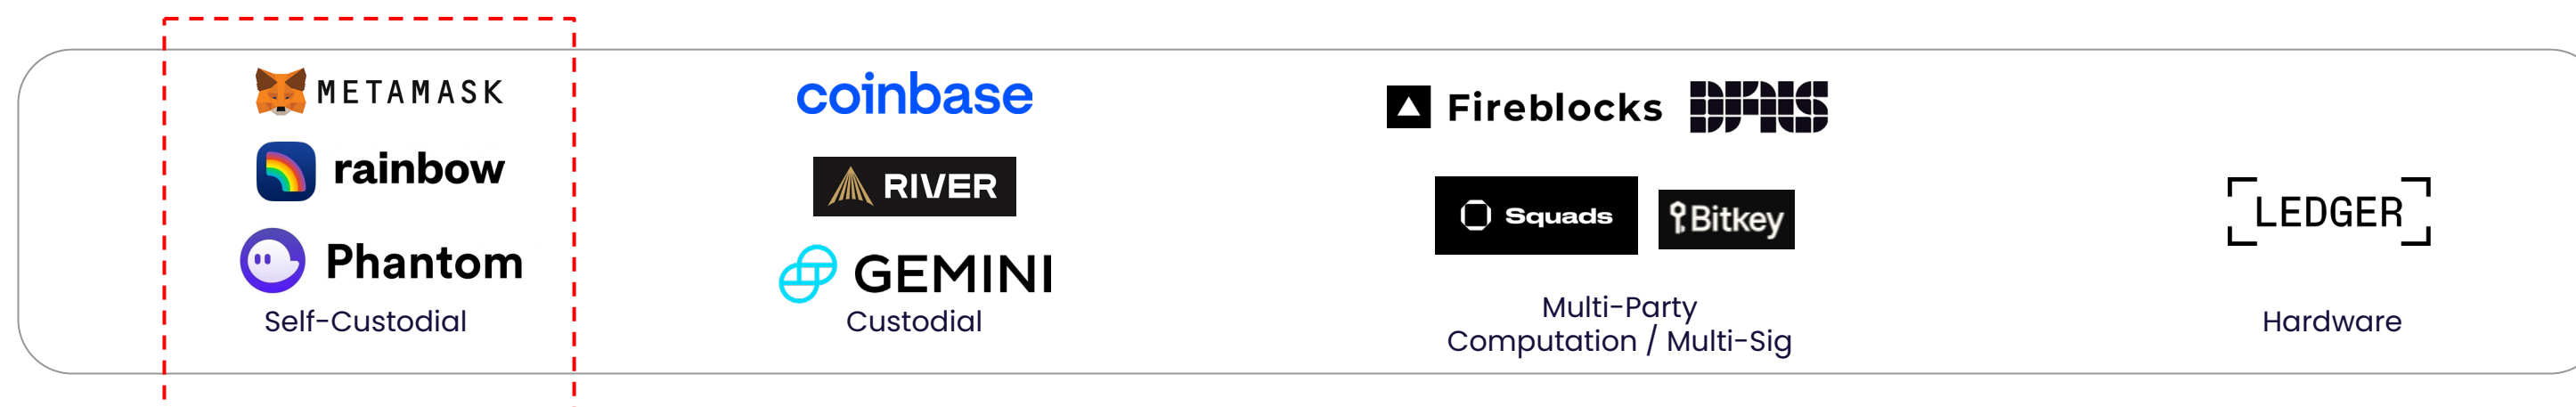 METAMASK
rainbow
Phantom
Self-Custodial
coinbase
RIVER
GEMINI
Custodial
Fireblocks DFNS
Squads Bitkey
Multi-Party
Computation / Multi-Sig
LEDGER
Hardware